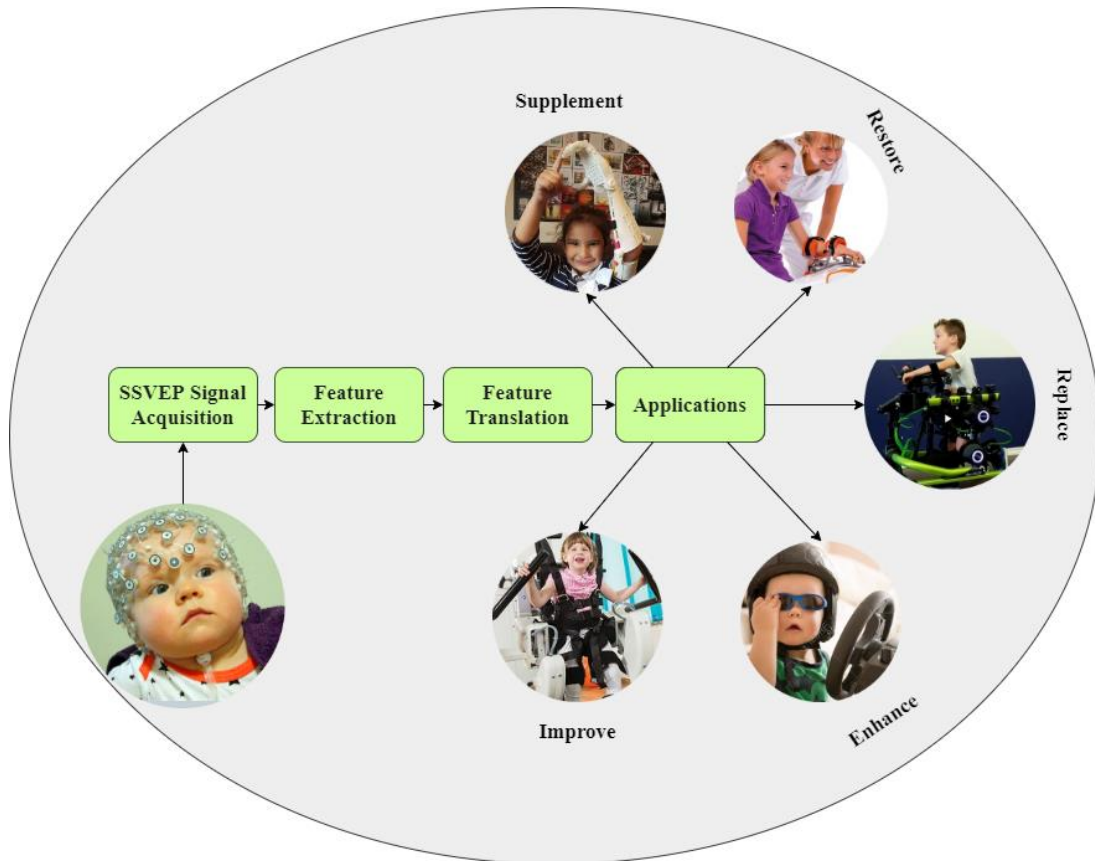 Supplement
Restore
SSVEP Signal
Acquisition
Feature
Extraction
Feature
Translation
Applications
Replace
Improve
Enhance